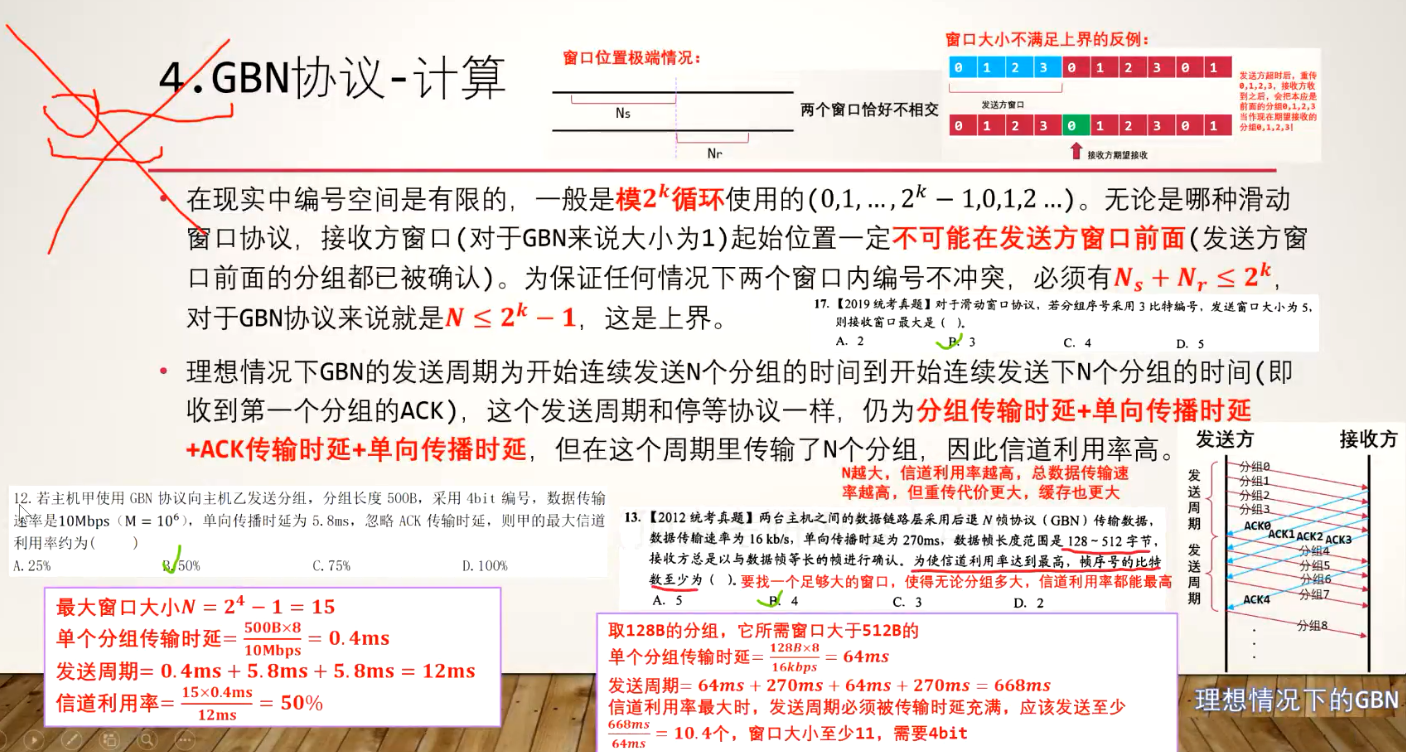 4.GBN协议-计算
窗口位置极端情况：
Ns
Nr
两个窗口恰好不相交
窗口大小不满足上界的反例：
0 1 2 3 0 1 2 3 0 1
发送方窗口
0 1 2 3 0 1 2 3 0 1
接收方期望接收
发送方超时后，重传
0,1,2,3，接收方收
到之后，会把本应是
前面的分组0,1,2,3
当作现在期望接收的
分组0,1,2,3|
• 在现实中编号空间是有限的，一般是模2^k循环使用的(0,1, … , 2^k − 1,0,1,2 …)。无论是哪种滑动
窗口协议，接收方窗口(对于GBN来说大小为1)起始位置一定不可能在发送方窗口前面(发送方窗
口前面的分组都已被确认)。为保证任何情况下两个窗口内编号不冲突，必须有N_s + N_r ≤ 2^k，
对于GBN协议来说就是N ≤ 2^k − 1，这是上界。
17.【2019 统考真题】对于滑动窗口协议，若分组序号采用 3 比特编号，发送窗口大小为 5，
则接收窗口最大是（ ）。
A. 2 B. 3 C. 4 D. 5
• 理想情况下GBN的发送周期为开始连续发送N个分组的时间到开始连续发送下N个分组的时间(即
收到第一个分组的ACK)，这个发送周期和停等协议一样，仍为分组传输时延+单向传播时延
+ACK传输时延+单向传播时延，但在这个周期里传输了N个分组，因此信道利用率高。
N越大，信道利用率越高，总数据传输速
率越高，但重传代价更大，缓存也更大
12. 若主机甲使用 GBN 协议向主机乙发送分组，分组长度 500B，采用 4bit 编号，数据传输
速率是10Mbps（M = 10^6），单向传播时延为 5.8ms，忽略 ACK 传输时延，则甲的最大信道
利用率约为( )
A. 25% B. 50% C. 75% D. 100%
最大窗口大小N = 2^4 − 1 = 15
单个分组传输时延= 500B×8/10Mbps = 0.4ms
发送周期= 0.4ms + 5.8ms + 5.8ms = 12ms
信道利用率= 15×0.4ms/12ms = 50%
13.【2012 统考真题】两台主机之间的数据链路层采用后退 N 帧协议（GBN）传输数据，
数据传输速率为 16 kb/s，单向传播时延为 270ms，数据帧长度范围是 128 ~ 512 字节，
接收方总是以与数据帧等长的帧进行确认。为使信道利用率达到最高，帧序号的比特
数至少为（ ）。要找一个足够大的窗口，使得无论分组多大，信道利用率都能最高
A. 5 B. 4 C. 3 D. 2
取128B的分组，它所需窗口大于512B的
单个分组传输时延= 128B×8/16kbps = 64ms
发送周期= 64ms + 270ms + 64ms + 270ms = 668ms
信道利用率最大时，发送周期必须被传输时延充满，应该发送至少
668ms/64ms = 10.4个，窗口大小至少11，需要4bit
发送方 接收方
发送周期
分组0
分组1
分组2
分组3
ACK0
ACK1 ACK2 ACK3
发送周期
分组4
分组5
分组6
分组7
ACK4
分组8
理想情况下的GBN